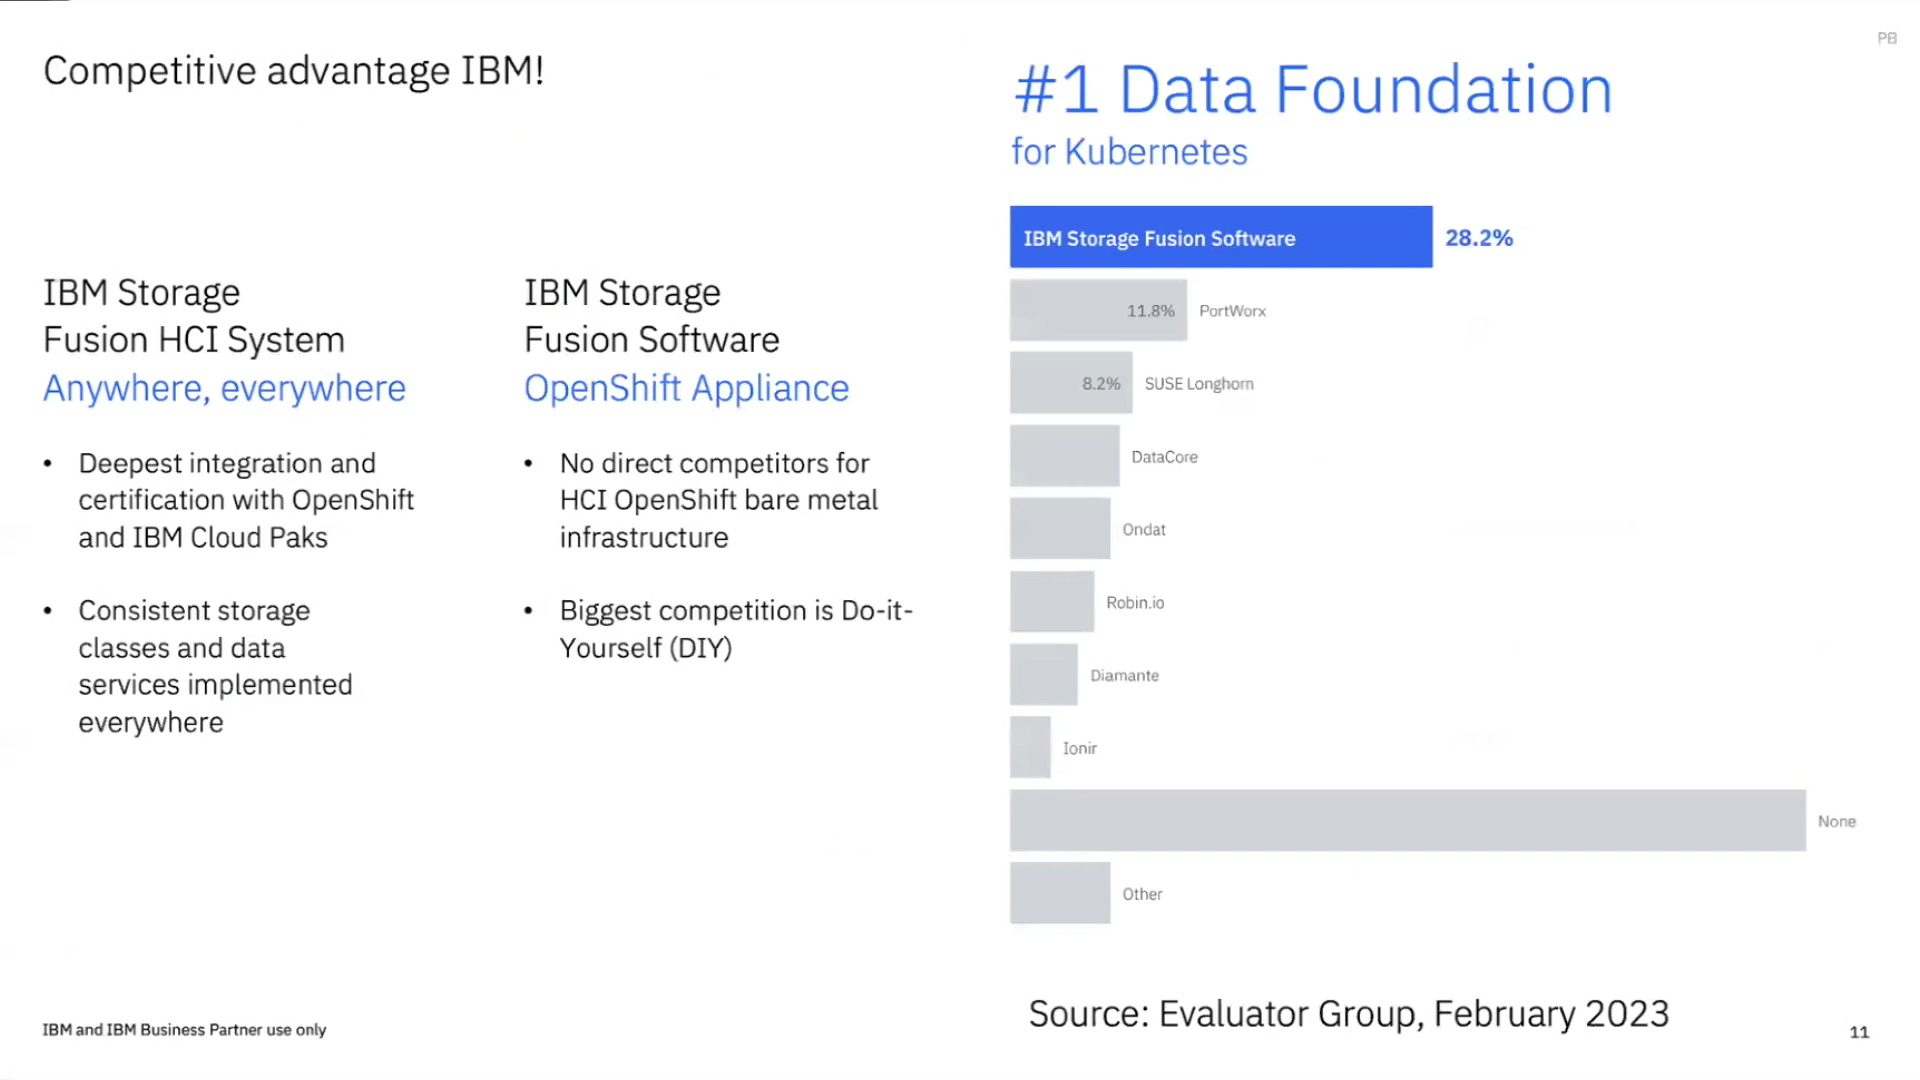 PB
Competitive advantage IBM!
#1 Data Foundation
for Kubernetes
IBM Storage
Fusion HCI System
Anywhere, everywhere
• Deepest integration and
certification with OpenShift
and IBM Cloud Paks
• Consistent storage
classes and data
services implemented
everywhere
IBM Storage
Fusion Software
OpenShift Appliance
• No direct competitors for
HCI OpenShift bare metal
infrastructure
• Biggest competition is Do-it-
Yourself (DIY)
IBM Storage Fusion Software 28.2%
11.8% PortWorx
8.2% SUSE Longhorn
DataCore
Ondat
Robin.io
Diamante
Ionir
None
Other
Source: Evaluator Group, February 2023
IBM and IBM Business Partner use only
11